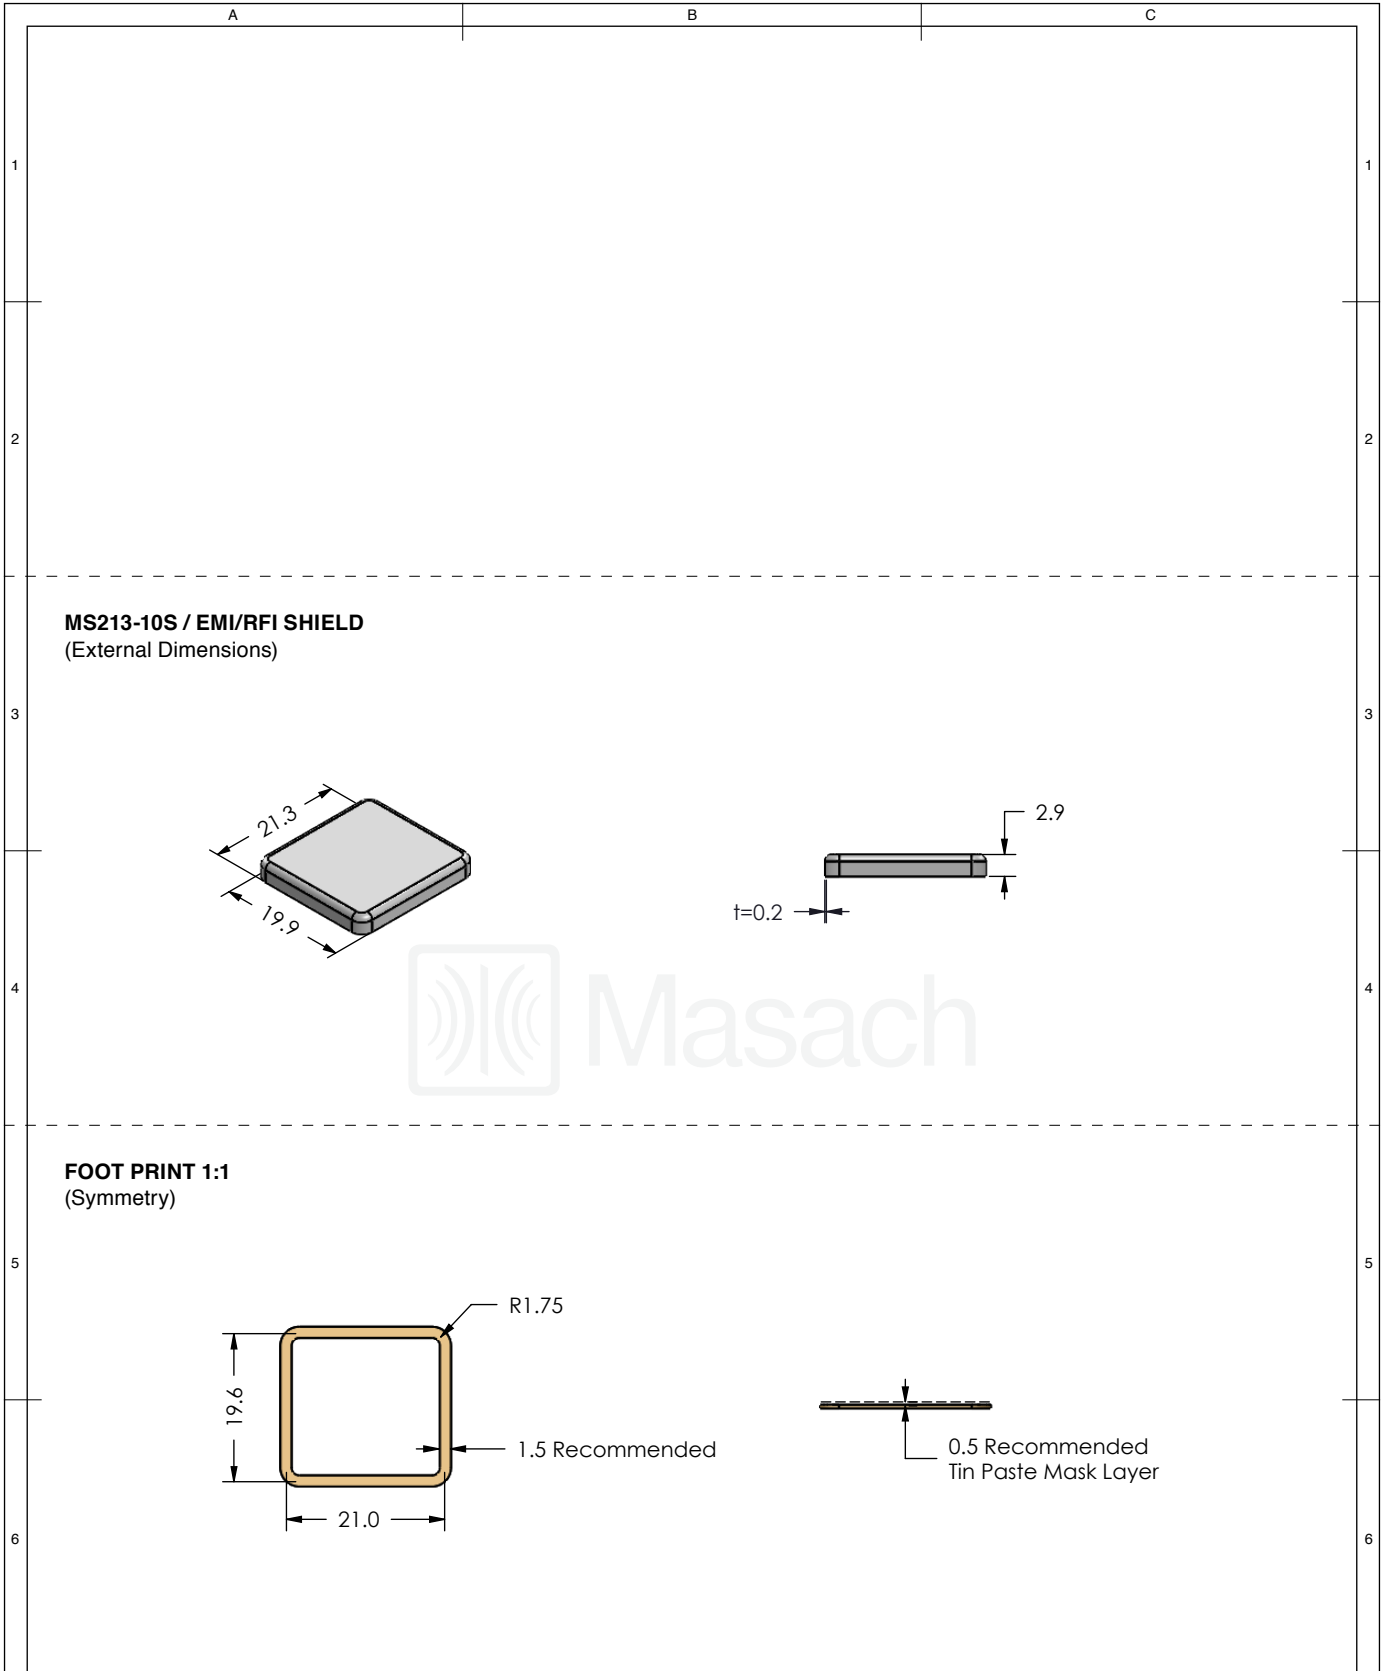 A B C
1 1
2 2
MS213-10S / EMI/RFI SHIELD
(External Dimensions)
3 3
21.3
2.9
19.9
t=0.2
4 4
Masach
FOOT PRINT 1:1
(Symmetry)
5 5
R1.75
19.6
1.5 Recommended
0.5 Recommended
Tin Paste Mask Layer
21.0
6 6